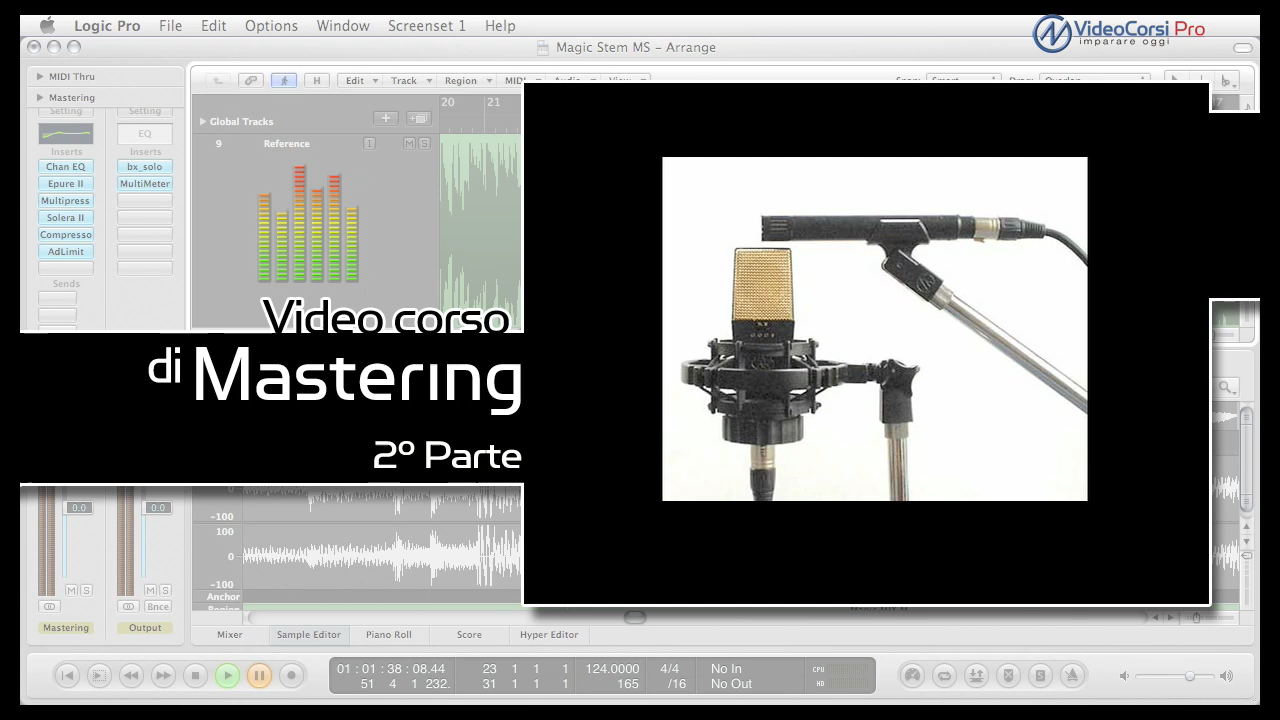 Logic Pro File Edit Options Window Screenset 1 Help
VideoCorsi Pro
imparare oggi
Magic Stem MS – Arrange
MIDI Thru
Mastering
H Edit Track Region
Global Tracks
20 21
9 Reference I M S
Setting Setting
EQ
Inserts Inserts
Chan EQ bx_solo
Epure II MultiMeter
Multipress
Solera II
Compresso
AdLimit
Sends
Video corso
di Mastering
2° Parte
0.0 0.0
-100
100
0
-100
M S M S
Bnce
Anchor
Region
Mastering Output
Mixer Sample Editor Piano Roll Score Hyper Editor
01 : 01 : 38 : 08.44 23 1 1 1 124.0000 4/4 No In CPU
51 4 1 232. 31 1 1 1 165 /16 No Out HD